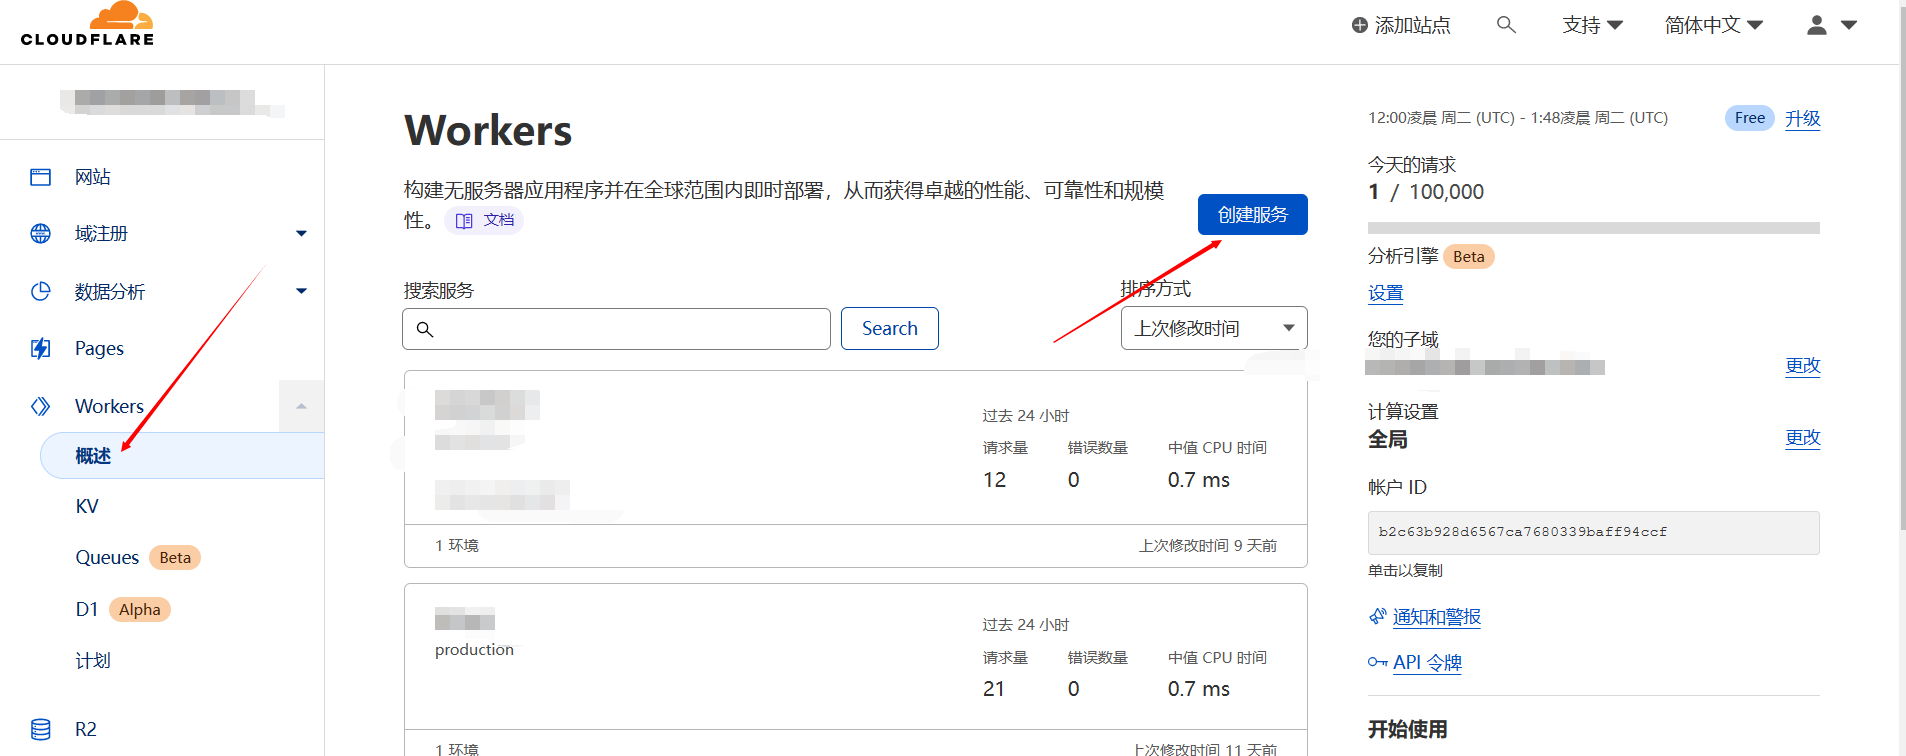 CLOUDFLARE
添加站点
支持
简体中文
网站
域注册
数据分析
Pages
Workers
概述
KV
Queues Beta
D1 Alpha
计划
R2
Workers
构建无服务器应用程序并在全球范围内即时部署，从而获得卓越的性能、可靠性和规模
性。 文档
创建服务
搜索服务
Search
排序方式
上次修改时间
过去 24 小时
请求量 错误数量 中值 CPU 时间
12 0 0.7 ms
1 环境
上次修改时间 9 天前
production
过去 24 小时
请求量 错误数量 中值 CPU 时间
21 0 0.7 ms
1 环境
上次修改时间 11 天前
12:00凌晨 周二 (UTC) - 1:48凌晨 周二 (UTC)
Free 升级
今天的请求
1 / 100,000
分析引擎 Beta
设置
您的子域
更改
计算设置
全局 更改
帐户 ID
b2c63b928d6567ca7680339baff94ccf
单击以复制
通知和警报
API 令牌
开始使用